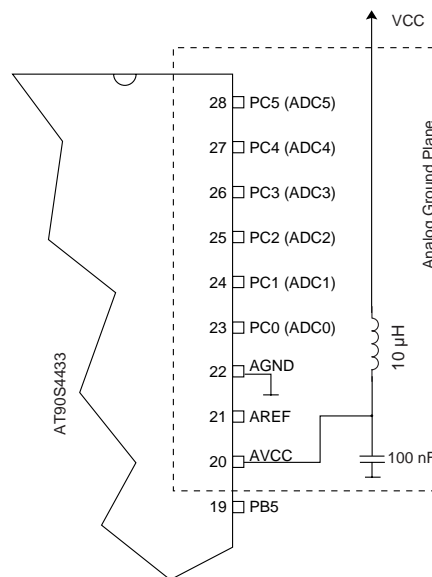 VCC
28 PC5 (ADC5)
27 PC4 (ADC4)
26 PC3 (ADC3)
25 PC2 (ADC2)
24 PC1 (ADC1)
23 PC0 (ADC0)
22 AGND
21 AREF
20 AVCC
19 PB5
AT90S4433
Analog Ground Plane
10 µH
100 nF